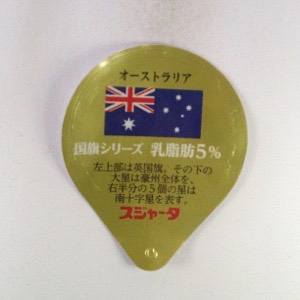 オーストラリア
国旗シリーズ 乳脂肪5%
左上部は英国旗。その下の
大星は豪州全体を、
右半分の5個の星は
南十字星を表す。
スジャータ